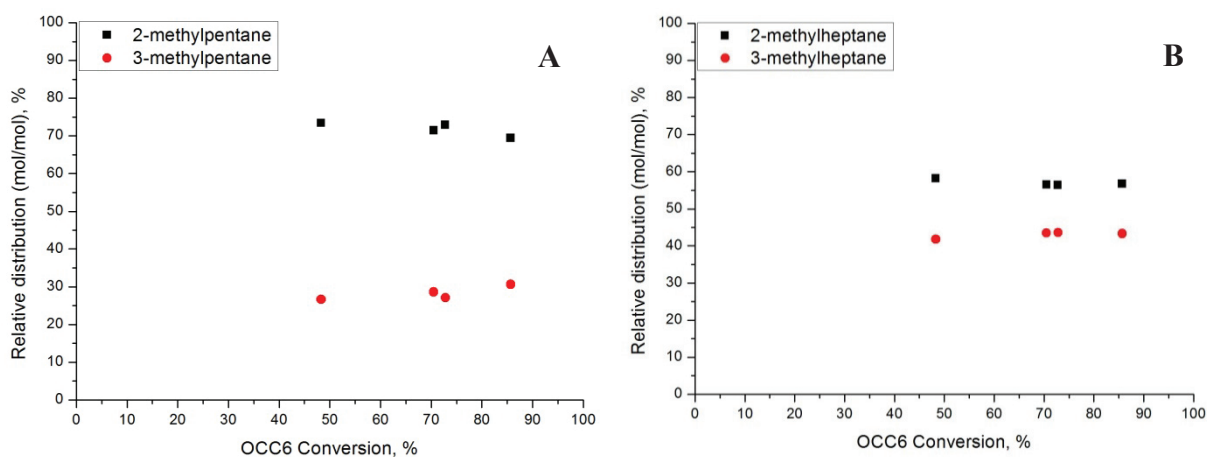 2-methylpentane
3-methylpentane
A
Relative distribution (mol/mol), %
100
90
80
70
60
50
40
30
20
10
0
0 10 20 30 40 50 60 70 80 90 100
OCC6 Conversion, %
2-methylheptane
3-methylheptane
B
Relative distribution (mol/mol), %
100
90
80
70
60
50
40
30
20
10
0
0 10 20 30 40 50 60 70 80 90 100
OCC6 Conversion, %